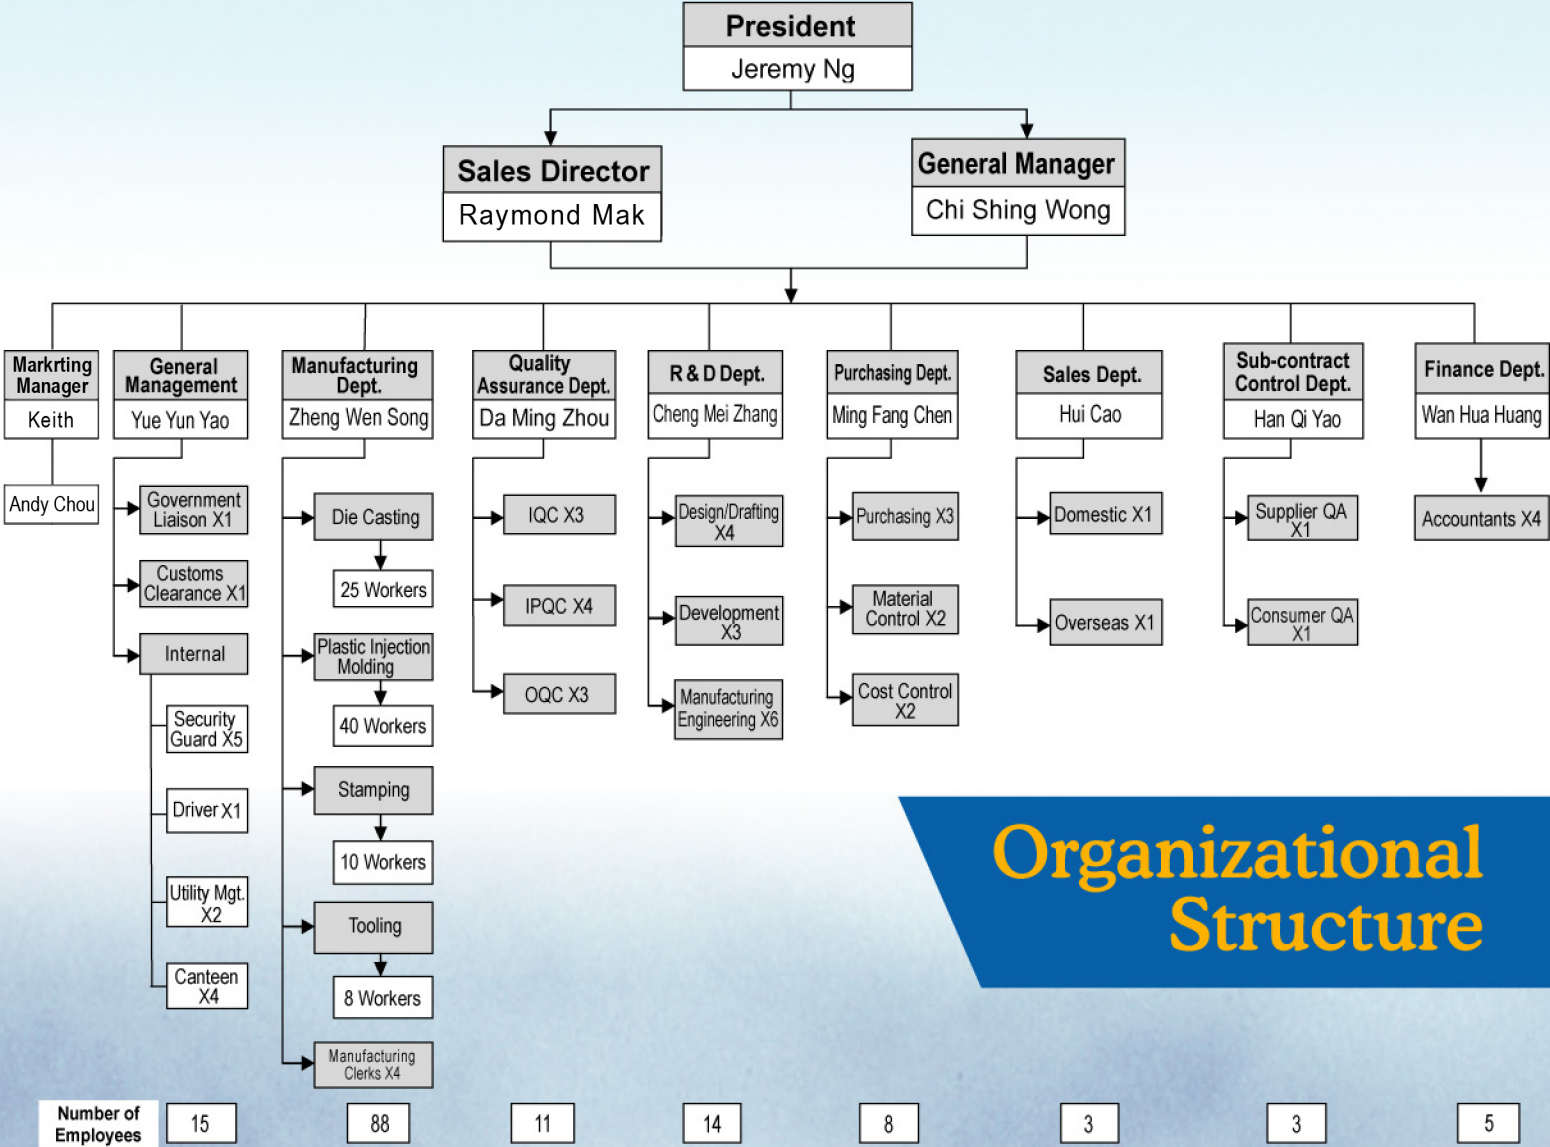 President
Jeremy Ng
Sales Director
Raymond Mak
General Manager
Chi Shing Wong
Markrting
Manager
Keith
Andy Chou
General
Management
Yue Yun Yao
Government
Liaison X1
Customs
Clearance X1
Internal
Security
Guard X5
Driver X1
Utility Mgt.
X2
Canteen
X4
Manufacturing
Dept.
Zheng Wen Song
Die Casting
25 Workers
Plastic Injection
Molding
40 Workers
Stamping
10 Workers
Tooling
8 Workers
Manufacturing
Clerks X4
Quality
Assurance Dept.
Da Ming Zhou
IQC X3
IPQC X4
OQC X3
R & D Dept.
Cheng Mei Zhang
Design/Drafting
X4
Development
X3
Manufacturing
Engineering X6
Purchasing Dept.
Ming Fang Chen
Purchasing X3
Material
Control X2
Cost Control
X2
Sales Dept.
Hui Cao
Domestic X1
Overseas X1
Sub-contract
Control Dept.
Han Qi Yao
Supplier QA
X1
Consumer QA
X1
Finance Dept.
Wan Hua Huang
Accountants X4
Organizational
Structure
Number of
Employees
15
88
11
14
8
3
3
5